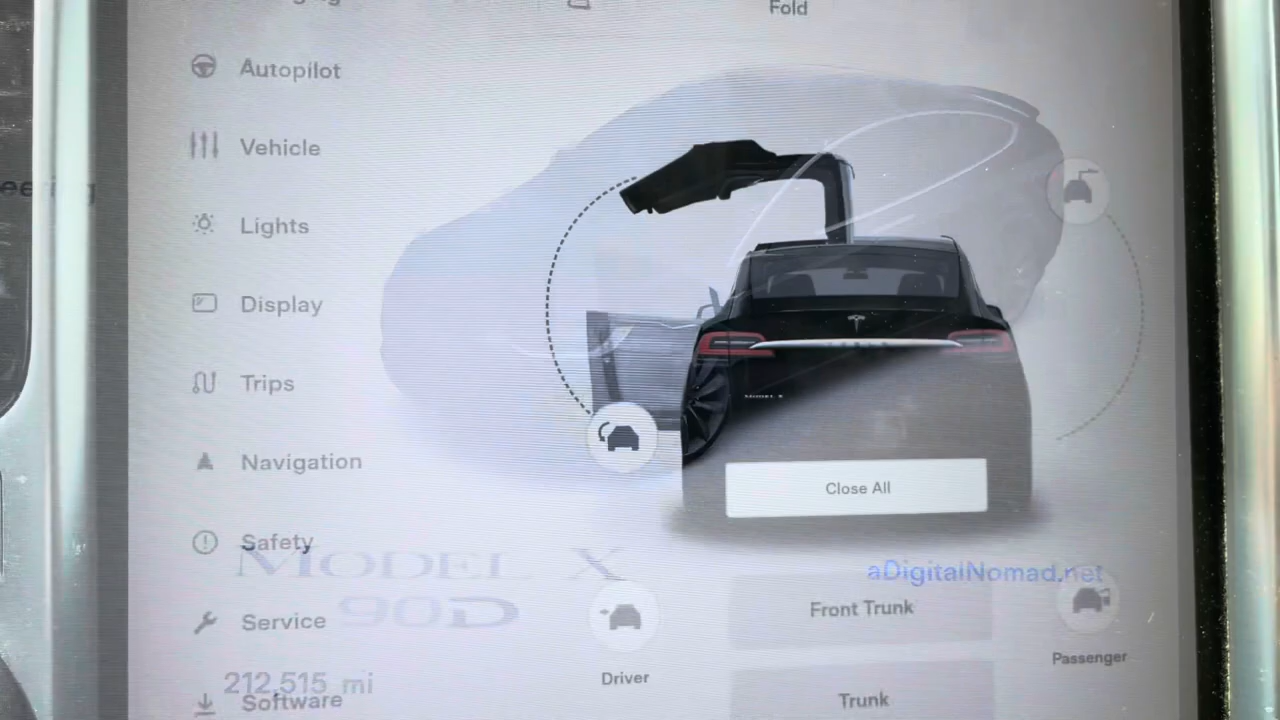 Fold
Autopilot
Vehicle
Lights
Display
Trips
MODEL X
Navigation
Close All
Safety
MODEL X
aDigitalNomad.net
90D
Front Trunk
Service
Passenger
Driver
212,515 mi
Software
Trunk